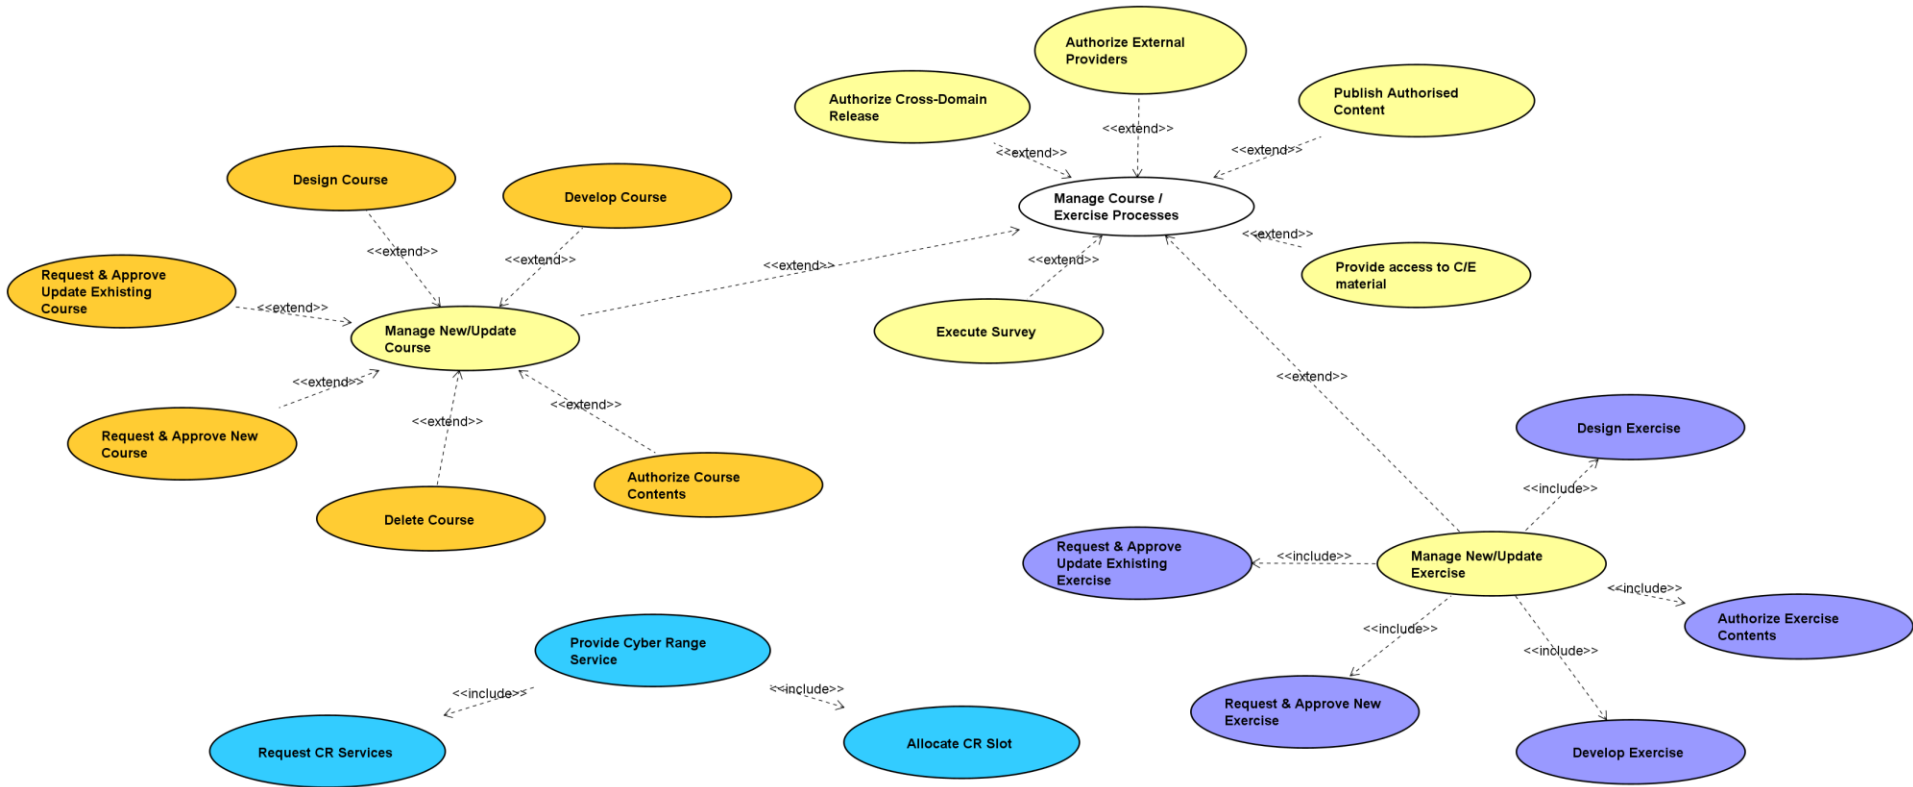 Authorize External
Providers
Authorize Cross-Domain
Release
Publish Authorised
Content
<<extend>>
<<extend>>
<<extend>>
Design Course
Develop Course
Manage Course /
Exercise Processes
<<extend>>
<<extend>>
<<extend>>
<<extend>>
<<extend>>
Request & Approve
Update Exhisting
Course
<<extend>>
Provide access to C/E
material
Manage New/Update
Course
Execute Survey
<<extend>>
<<extend>>
<<extend>>
<<extend>>
Request & Approve New
Course
Authorize Course
Contents
Delete Course
<<extend>>
Design Exercise
<<include>>
Request & Approve
Update Exhisting
Exercise
<<include>>
Manage New/Update
Exercise
<<include>>
Authorize Exercise
Contents
<<include>>
<<include>>
Request & Approve New
Exercise
Develop Exercise
Provide Cyber Range
Service
<<include>>
<<include>>
Request CR Services
Allocate CR Slot